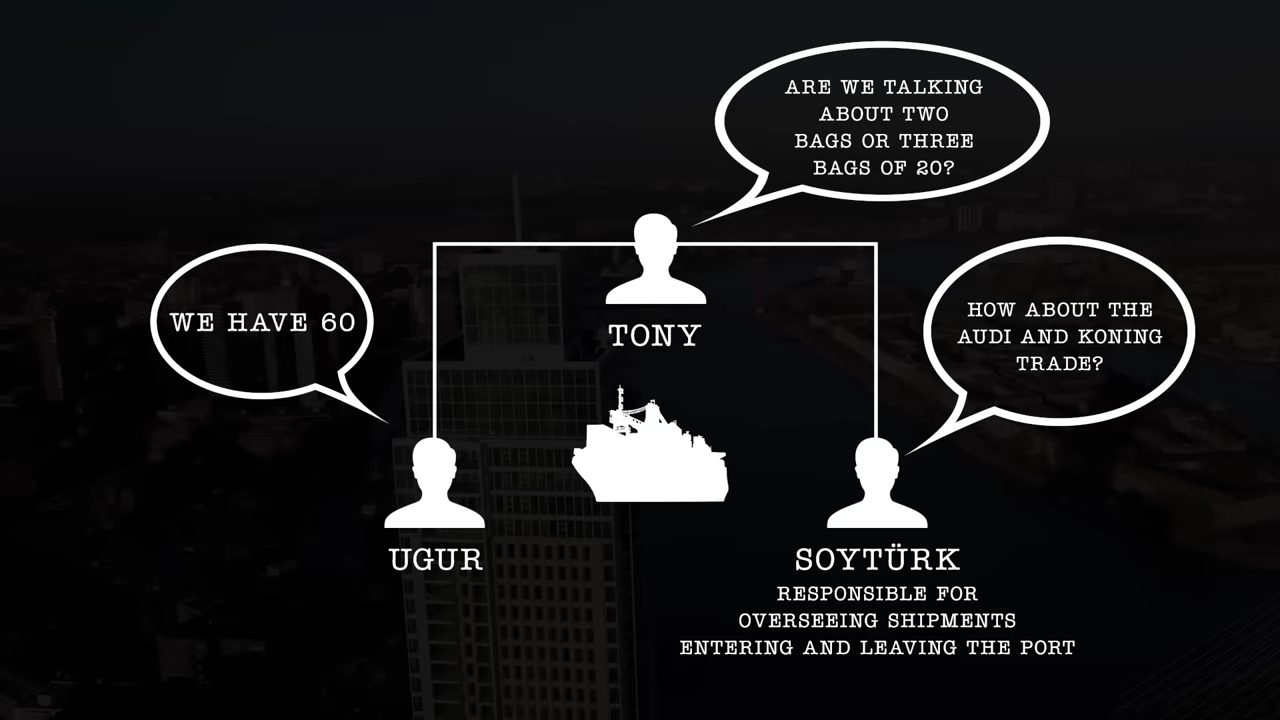 ARE WE TALKING
ABOUT TWO
BAGS OR THREE
BAGS OF 20?
WE HAVE 60
HOW ABOUT THE
AUDI AND KONING
TRADE?
TONY
UGUR
SOYTÜRK
RESPONSIBLE FOR
OVERSEEING SHIPMENTS
ENTERING AND LEAVING THE PORT